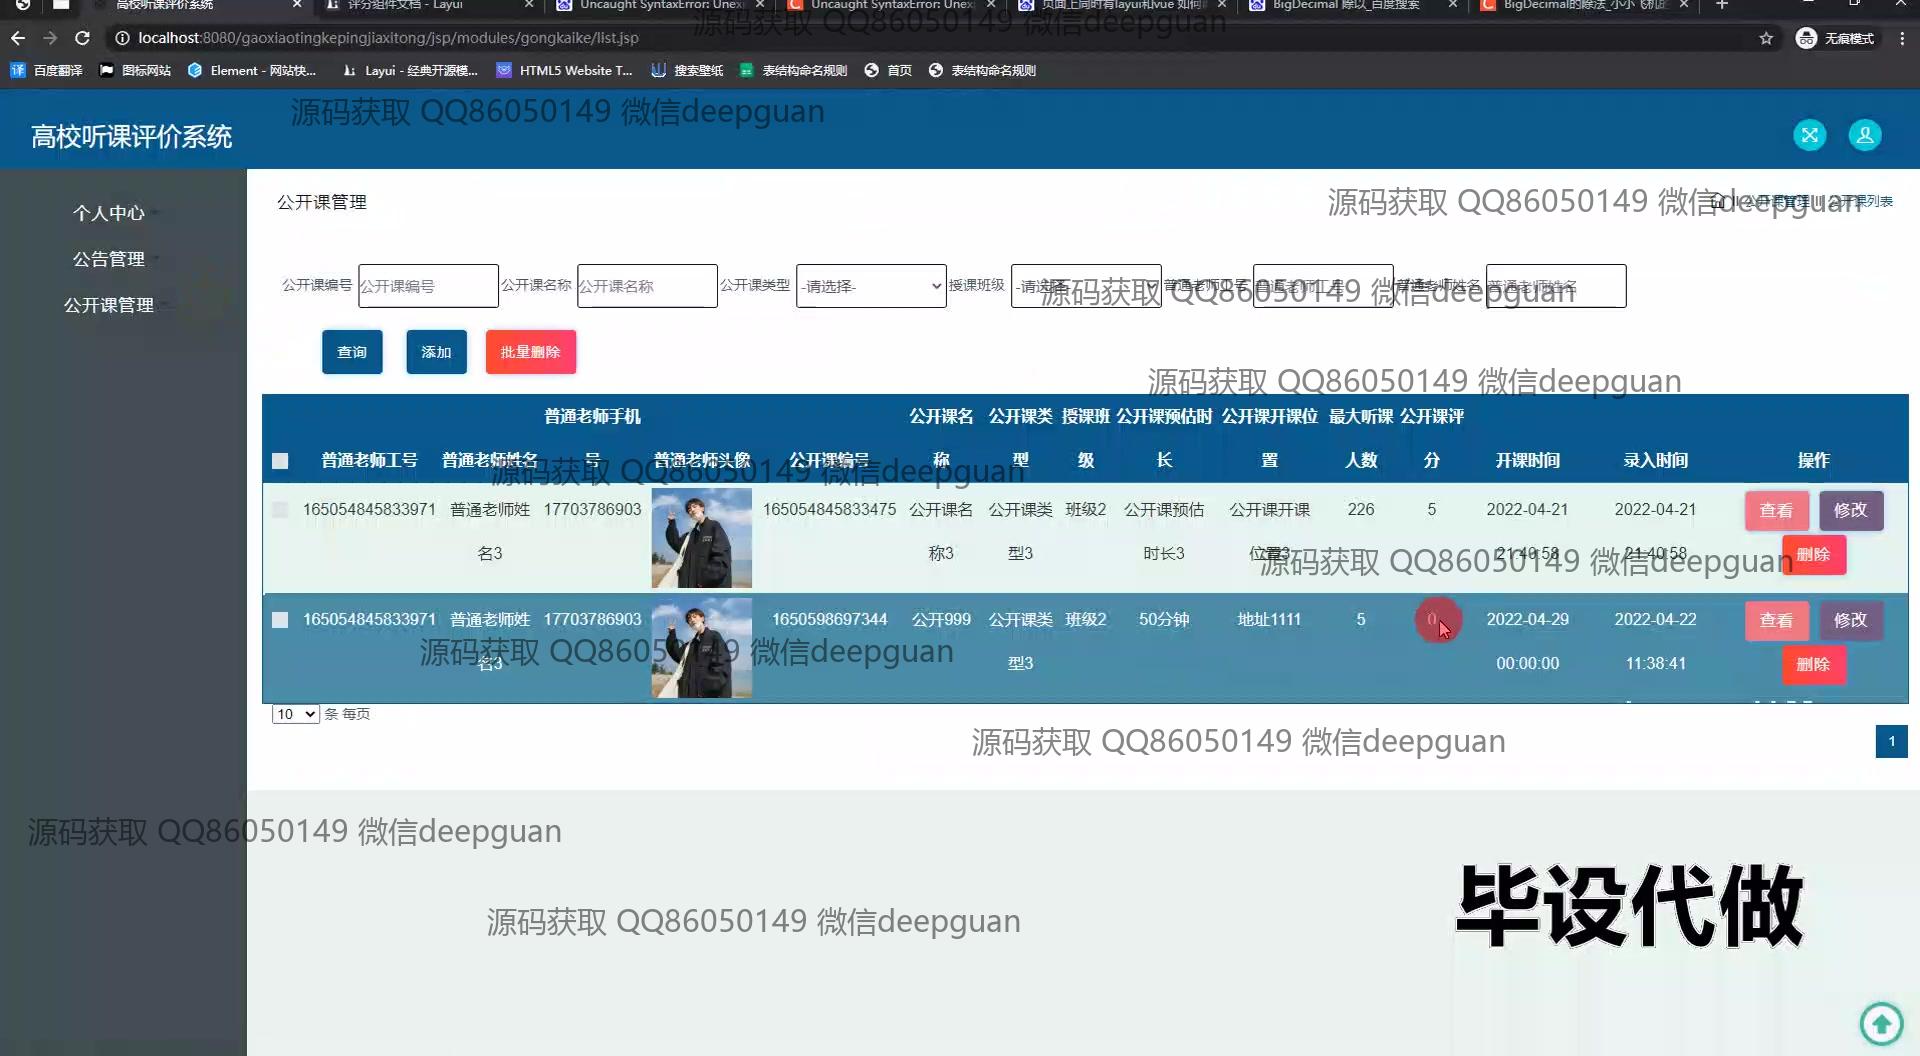 高校听课评价系统
评分组件文档 - Layui
Uncaught SyntaxError: Unex
Uncaught SyntaxError: Unex
页面上同时有layui和vue 如何
BigDecimal 除以_百度搜索
BigDecimal的除法_小小飞机的
localhost:8080/gaoxiaotingkepingjiaxitong/jsp/modules/gongkaike/list.jsp
无痕模式
源码获取 QQ86050149 微信deepguan
译 百度翻译
图标网站
Element - 网站快...
Layui - 经典开源模...
HTML5 Website T...
搜索壁纸
表结构命名规则
首页
表结构命名规则
源码获取 QQ86050149 微信deepguan
高校听课评价系统
个人中心
公告管理
公开课管理
公开课管理
公开课管理
公开课列表
源码获取 QQ86050149 微信deepguan
公开课编号 公开课编号
公开课名称 公开课名称
公开课类型 -请选择-
授课班级 -请选择-
普通老师工号 普通老师工号
普通老师姓名 普通老师姓名
源码获取 QQ86050149 微信deepguan
查询 添加 批量删除
源码获取 QQ86050149 微信deepguan
普通老师手机 公开课名 公开课类 授课班 公开课预估时 公开课开课位 最大听课 公开课评
普通老师工号 普通老师姓名 号 普通老师头像 公开课编号 称 型 级 长 置 人数 分 开课时间 录入时间 操作
源码获取 QQ86050149 微信deepguan
165054845833971 普通老师姓 17703786903 165054845833475 公开课名 公开课类 班级2 公开课预估 公开课开课 226 5 2022-04-21 2022-04-21 查看 修改
名3 称3 型3 时长3 位置3 21:40:58 21:40:58 删除
源码获取 QQ86050149 微信deepguan
165054845833971 普通老师姓 17703786903 1650598697344 公开999 公开课类 班级2 50分钟 地址1111 5 0 2022-04-29 2022-04-22 查看 修改
名3 型3 00:00:00 11:38:41 删除
源码获取 QQ86050149 微信deepguan
10 条 每页
源码获取 QQ86050149 微信deepguan
1
源码获取 QQ86050149 微信deepguan
毕设代做
源码获取 QQ86050149 微信deepguan